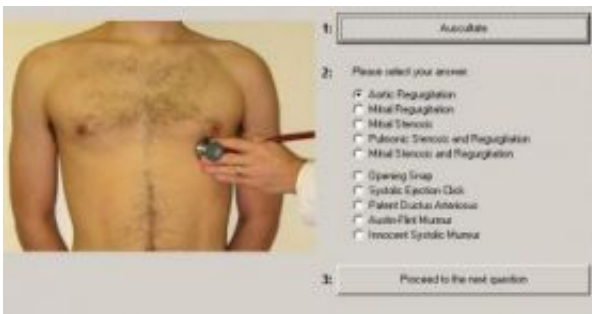 1: Auscultate
2: Please select your answer:
Aortic Regurgitation
Mitral Regurgitation
Mitral Stenosis
Pulmonic Stenosis and Regurgitation
Mitral Stenosis and Regurgitation
Opening Snap
Systolic Ejection Click
Patent Ductus Arteriosus
Austin-Flint Murmur
Innocent Systolic Murmur
3: Proceed to the next question